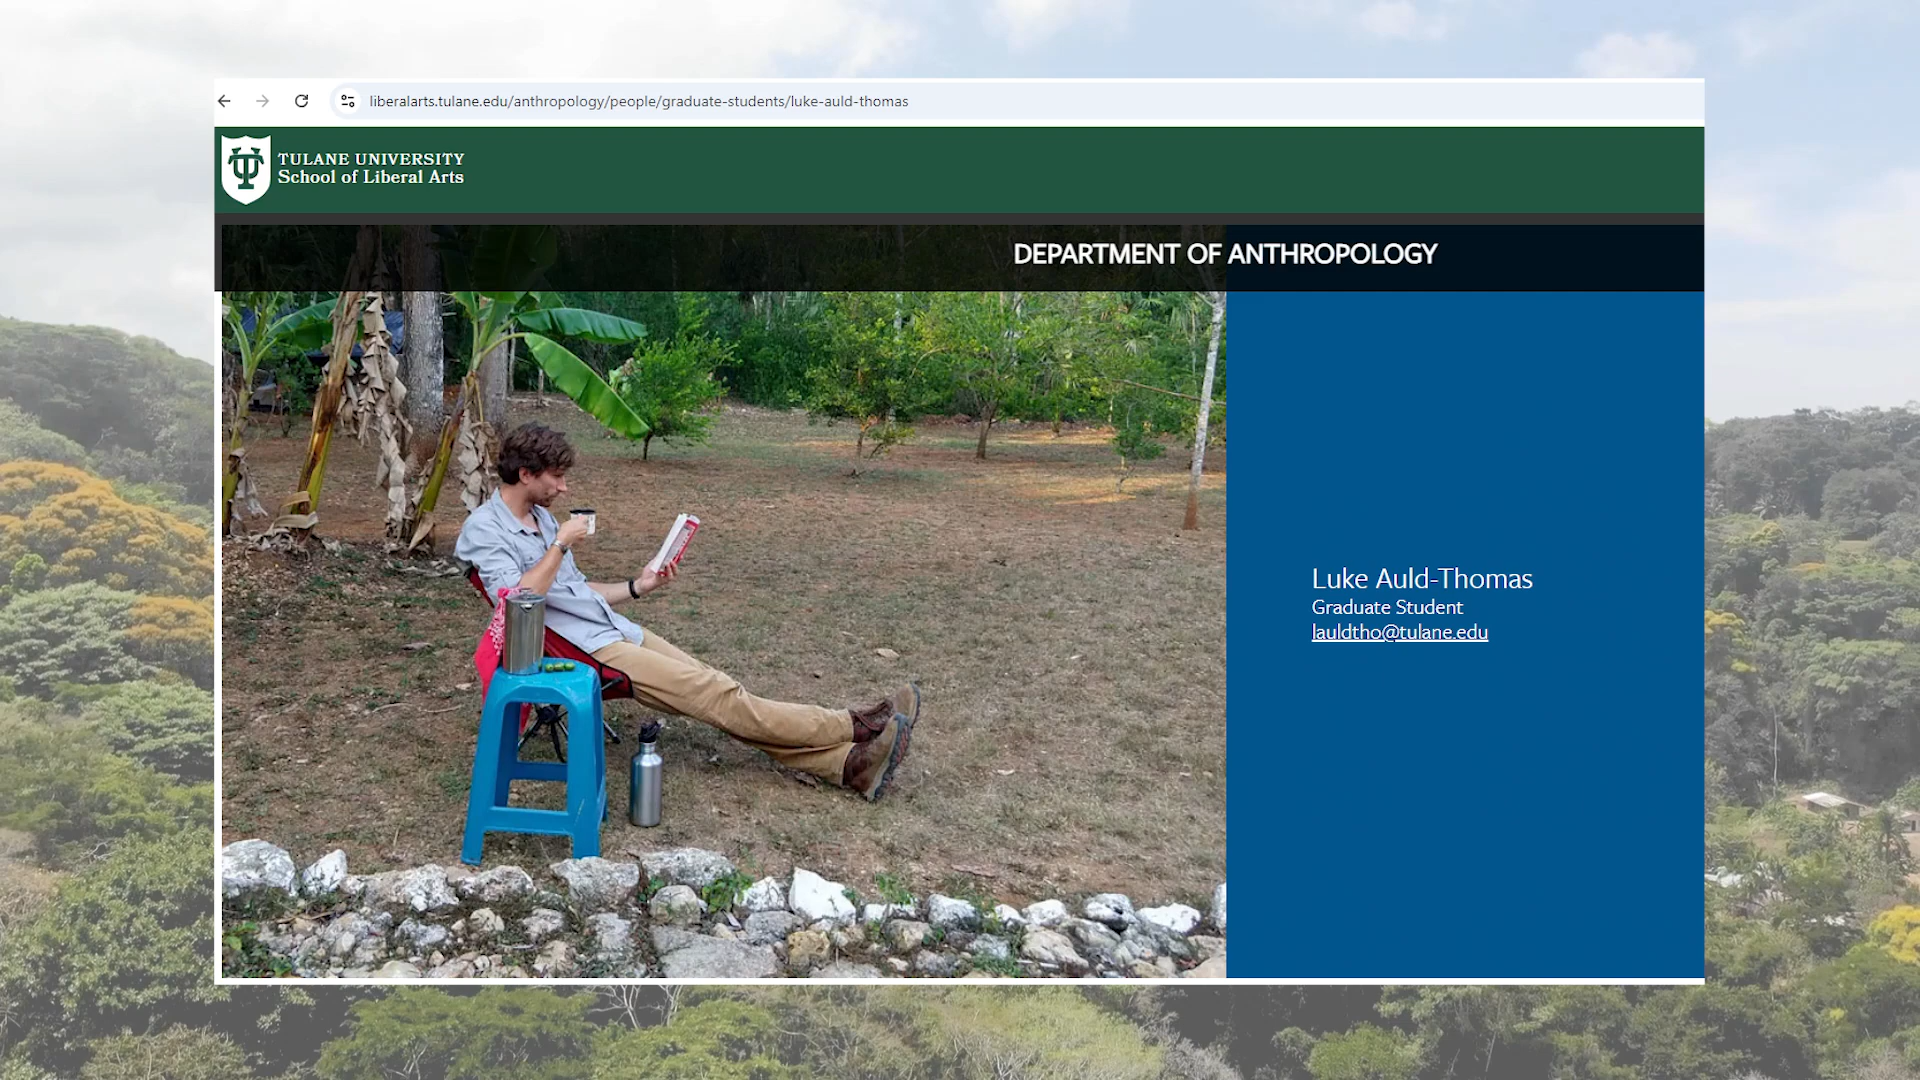 liberalarts.tulane.edu/anthropology/people/graduate-students/luke-auld-thomas
TULANE UNIVERSITY
School of Liberal Arts
DEPARTMENT OF ANTHROPOLOGY
Luke Auld-Thomas
Graduate Student
lauldtho@tulane.edu